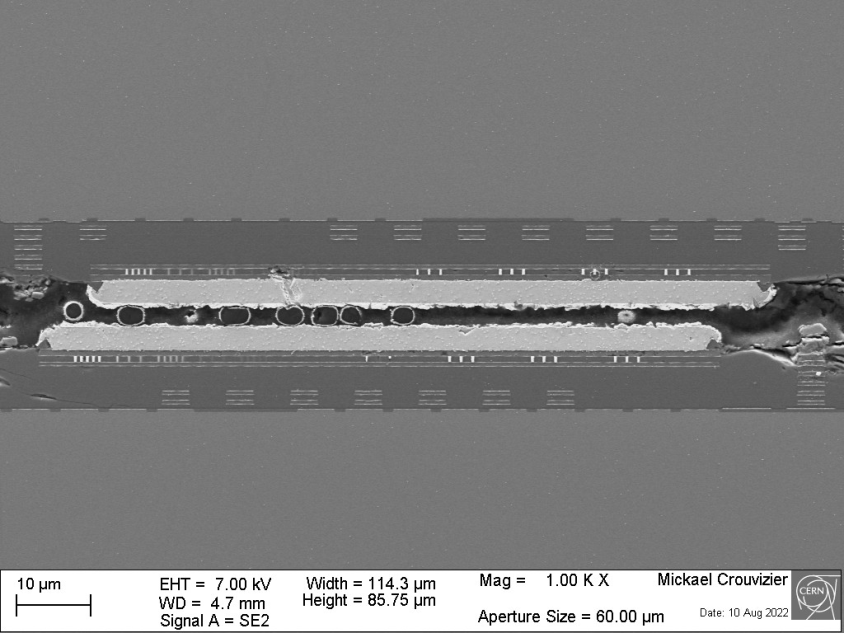 10 µm
EHT = 7.00 kV
WD = 4.7 mm
Signal A = SE2
Width = 114.3 µm
Height = 85.75 µm
Mag = 1.00 K X
Aperture Size = 60.00 µm
Mickael Crouvizier
Date: 10 Aug 2022
CERN